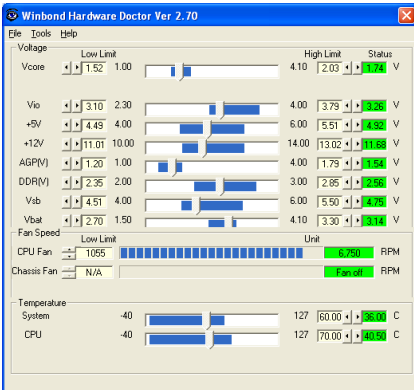 Winbond Hardware Doctor Ver 2.70
File Tools Help
Voltage
Low Limit High Limit Status
Vcore 1.52 1.00 4.10 2.03 1.74 V
Vio 3.10 2.30 4.00 3.79 3.26 V
+5V 4.49 4.00 6.00 5.51 4.92 V
+12V 11.01 10.00 14.00 13.02 11.68 V
AGP(V) 1.20 1.00 4.00 1.79 1.54 V
DDR(V) 2.35 2.00 3.00 2.85 2.56 V
Vsb 4.51 4.00 6.00 5.50 4.75 V
Vbat 2.70 1.50 4.10 3.30 3.14 V
Fan Speed
Low Limit Unit
CPU Fan 1055 6,750 RPM
Chassis Fan N/A Fan off RPM
Temperature
System -40 127 60.00 36.00 C
CPU -40 127 70.00 40.50 C